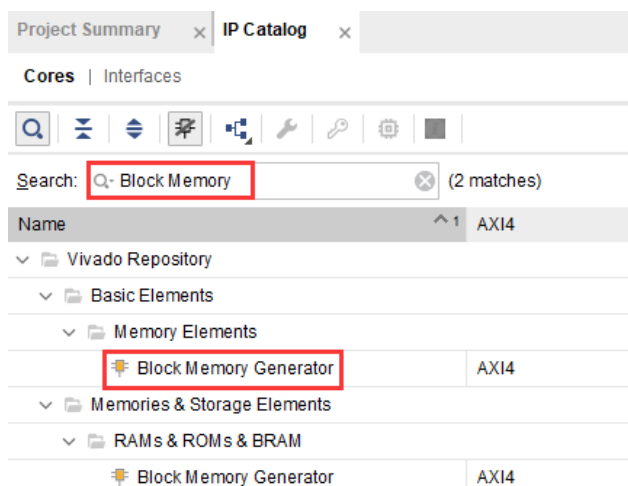 Project Summary × IP Catalog ×
Cores | Interfaces
Search: Block Memory (2 matches)
Name ^ 1 AXI4
Vivado Repository
Basic Elements
Memory Elements
Block Memory Generator AXI4
Memories & Storage Elements
RAMs & ROMs & BRAM
Block Memory Generator AXI4